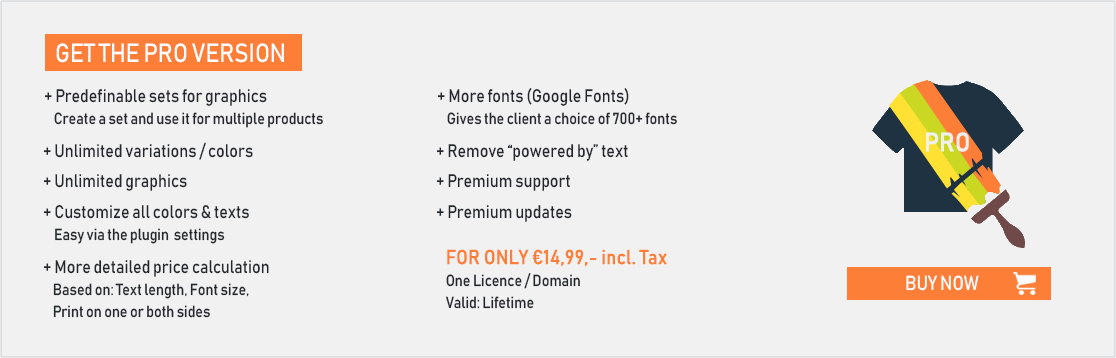 GET THE PRO VERSION
+ Predefinable sets for graphics
Create a set and use it for multiple products
+ Unlimited variations / colors
+ Unlimited graphics
+ Customize all colors & texts
Easy via the plugin settings
+ More detailed price calculation
Based on: Text length, Font size,
Print on one or both sides
+ More fonts (Google Fonts)
Gives the client a choice of 700+ fonts
+ Remove “powered by” text
+ Premium support
+ Premium updates
FOR ONLY €14,99,- incl. Tax
One Licence / Domain
Valid: Lifetime
PRO
BUY NOW